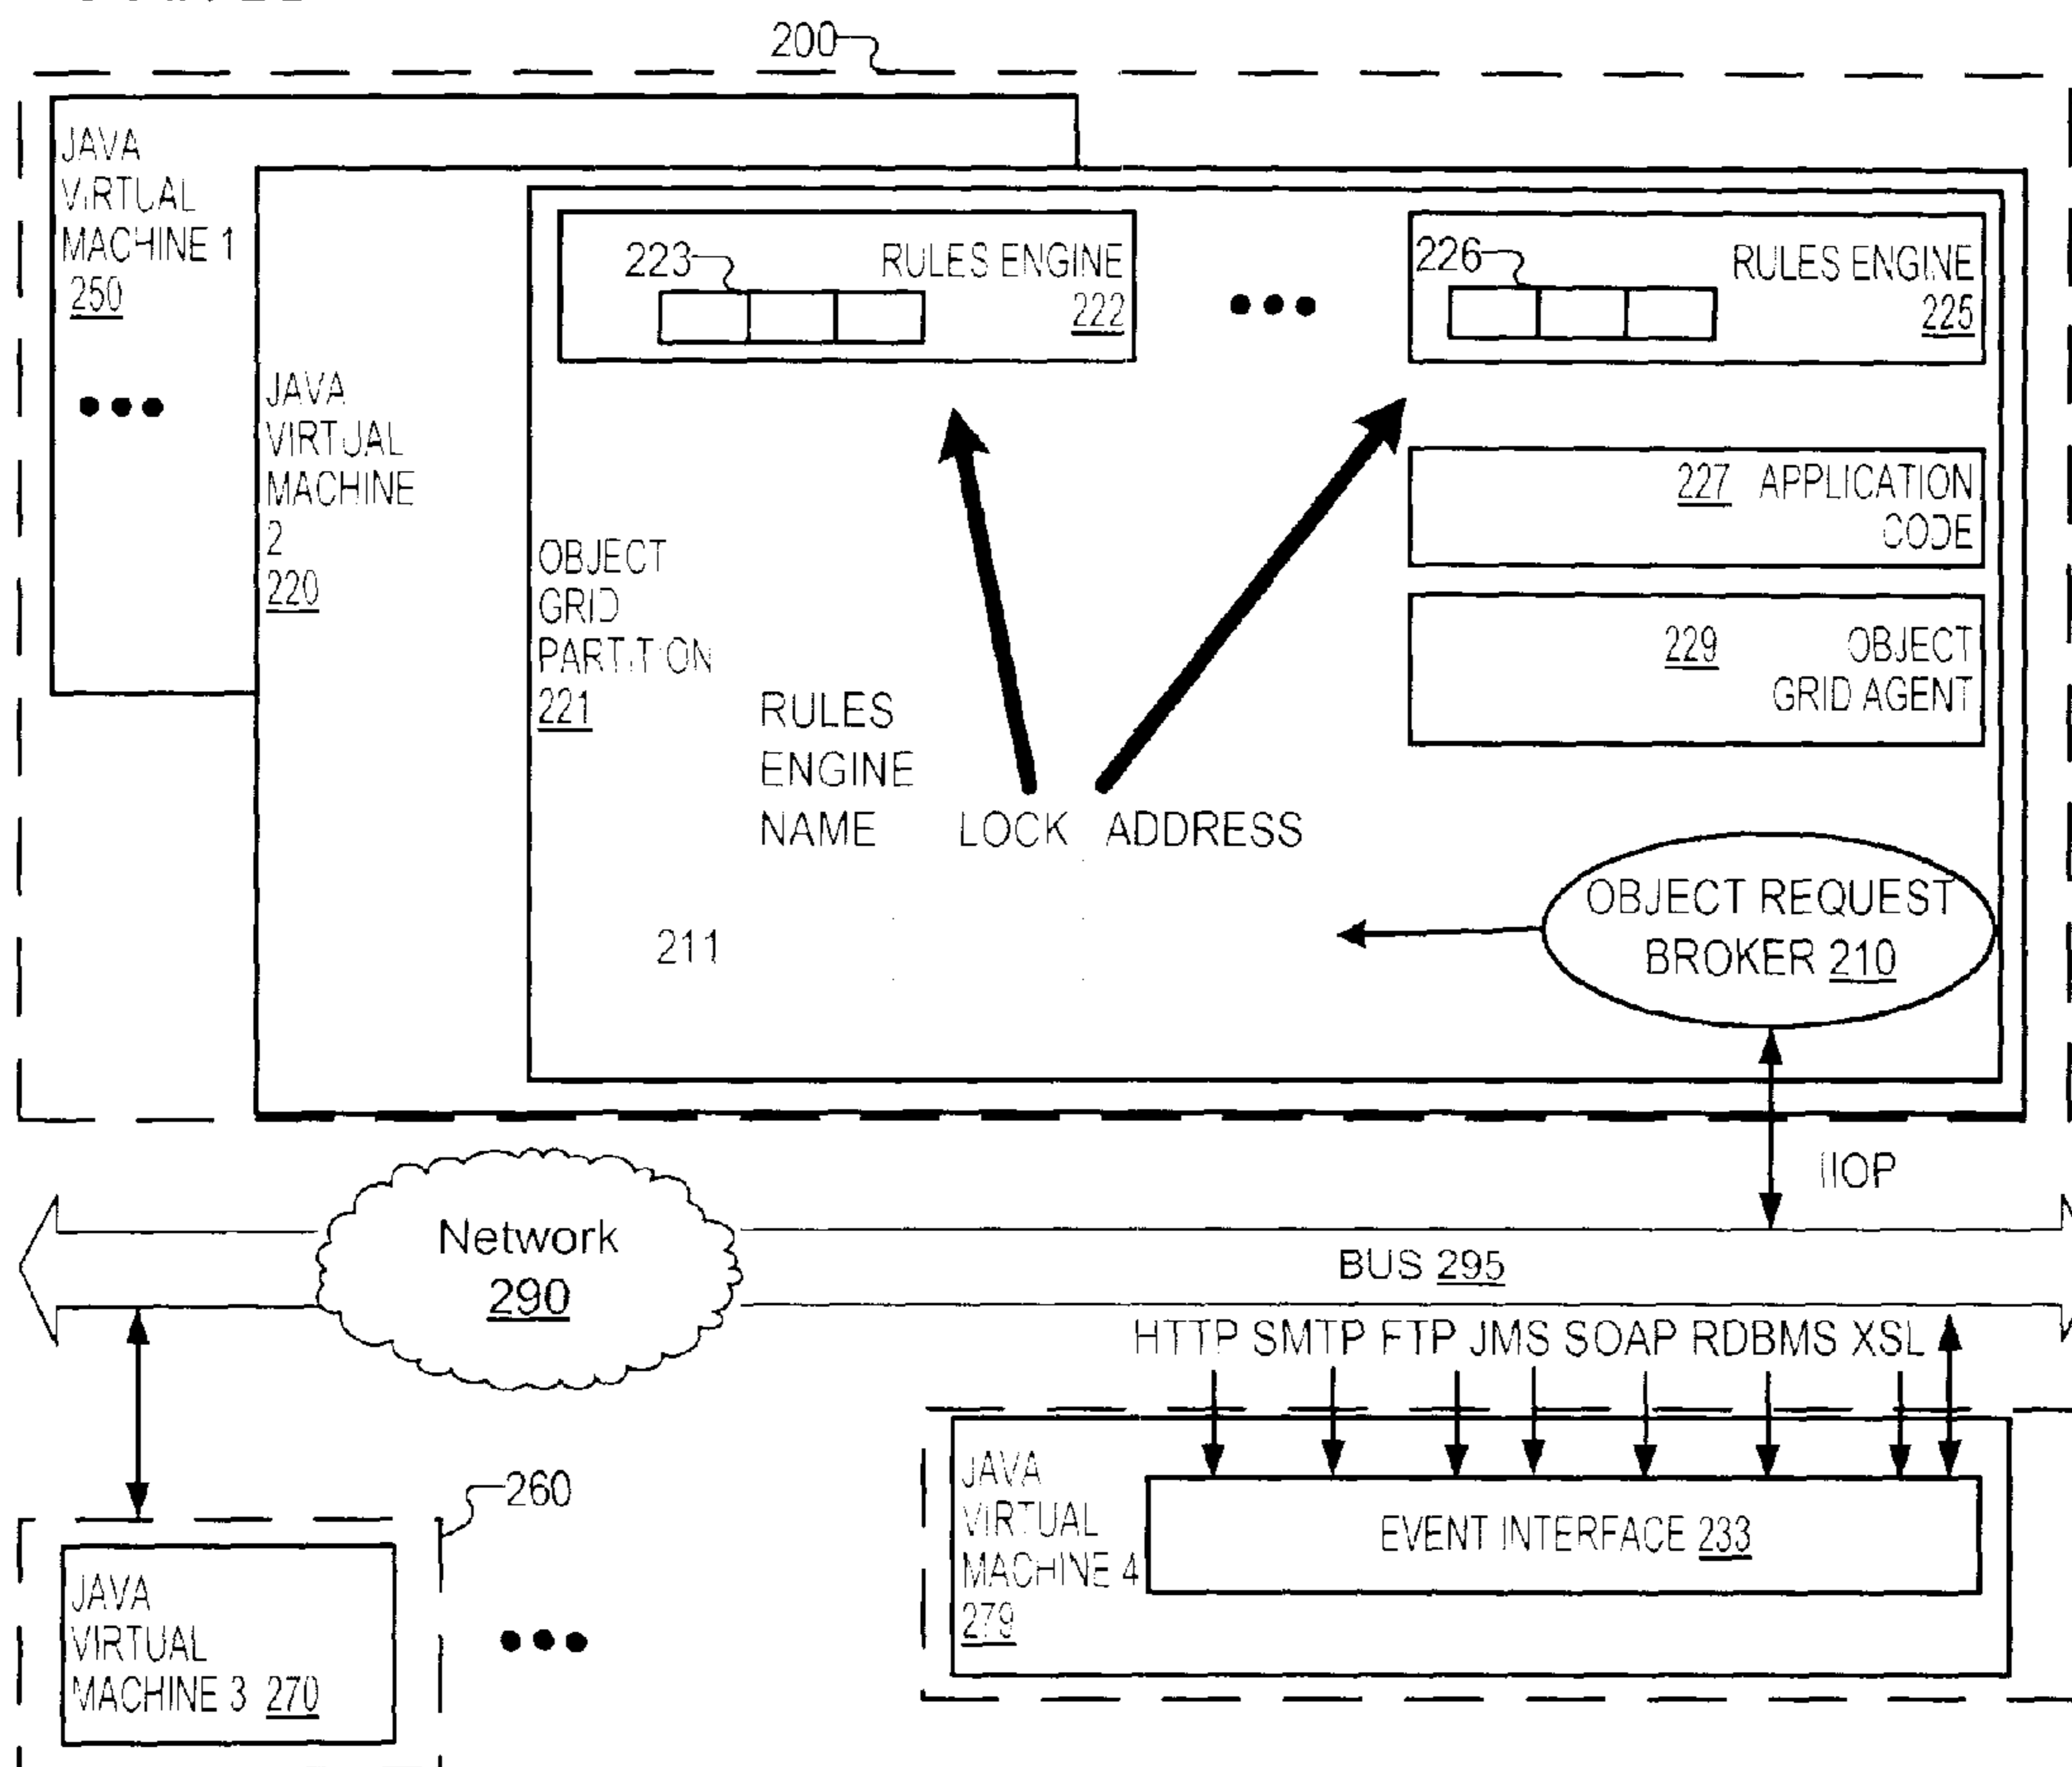 200
JAVA
VIRTUAL
MACHINE 1
250
JAVA
VIRTUAL
MACHINE
2
220
OBJECT
GRID
PARTITION
221
223
RULES ENGINE
222
226
RULES ENGINE
225
227 APPLICATION
CODE
229 OBJECT
GRID AGENT
RULES
ENGINE
NAME LOCK ADDRESS
211
OBJECT REQUEST
BROKER 210
IIOP
Network
290
BUS 295
HTTP SMTP FTP JMS SOAP RDBMS XSL
260
JAVA
VIRTUAL
MACHINE 3 270
JAVA
VIRTUAL
MACHINE 4
279
EVENT INTERFACE 233